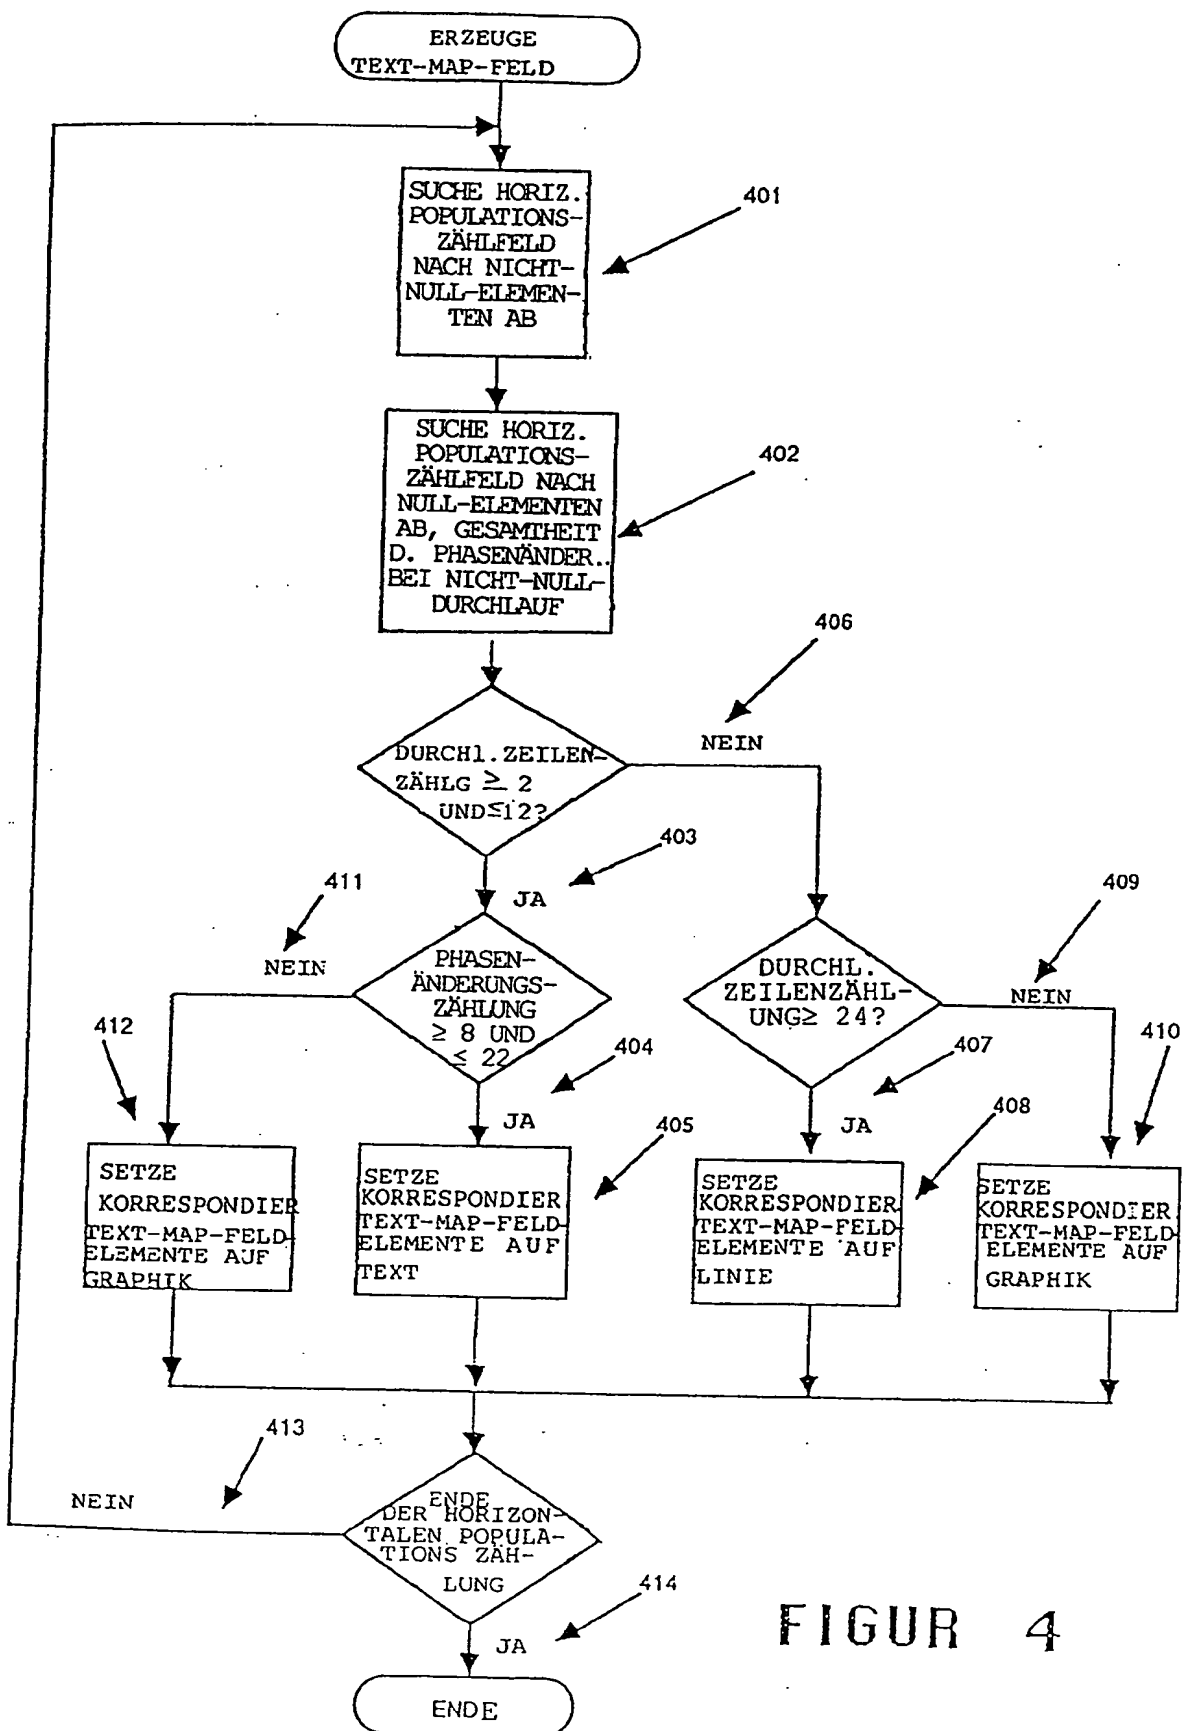 ERZEUGE
TEXT-MAP-FELD
SUCHE HORIZ.
POPULATIONS-
ZÄHLFELD
NACH NICHT-
NULL-ELEMEN-
TEN AB
401
SUCHE HORIZ.
POPULATIONS-
ZÄHLFELD NACH
NULL-ELEMENTEN
AB, GESAMTHEIT
D. PHASENÄNDER..
BEI NICHT-NULL-
DURCHLAUF
402
406
NEIN
DURCHl.ZEILEN-
ZÄHLG ≥ 2
UND≤12?
403
JA
411
NEIN
PHASEN-
ÄNDERUNGS-
ZÄHLUNG
≥ 8 UND
≤ 22
409
NEIN
DURCHL.
ZEILENZÄHL-
UNG≥ 24?
412
404
JA
407
JA
410
405
408
SETZE
KORRESPONDIER
TEXT-MAP-FELD-
ELEMENTE AUF
GRAPHIK
SETZE
KORRESPONDIER
TEXT-MAP-FELD-
ELEMENTE AUF
TEXT
SETZE
KORRESPONDIER
TEXT-MAP-FELD-
ELEMENTE AUF
LINIE
SETZE
KORRESPONDIER
TEXT-MAP-FELD-
ELEMENTE AUF
GRAPHIK
413
NEIN
ENDE
DER HORIZON-
TALEN POPULA-
TIONS ZÄH-
LUNG
414
JA
ENDE
FIGUR 4